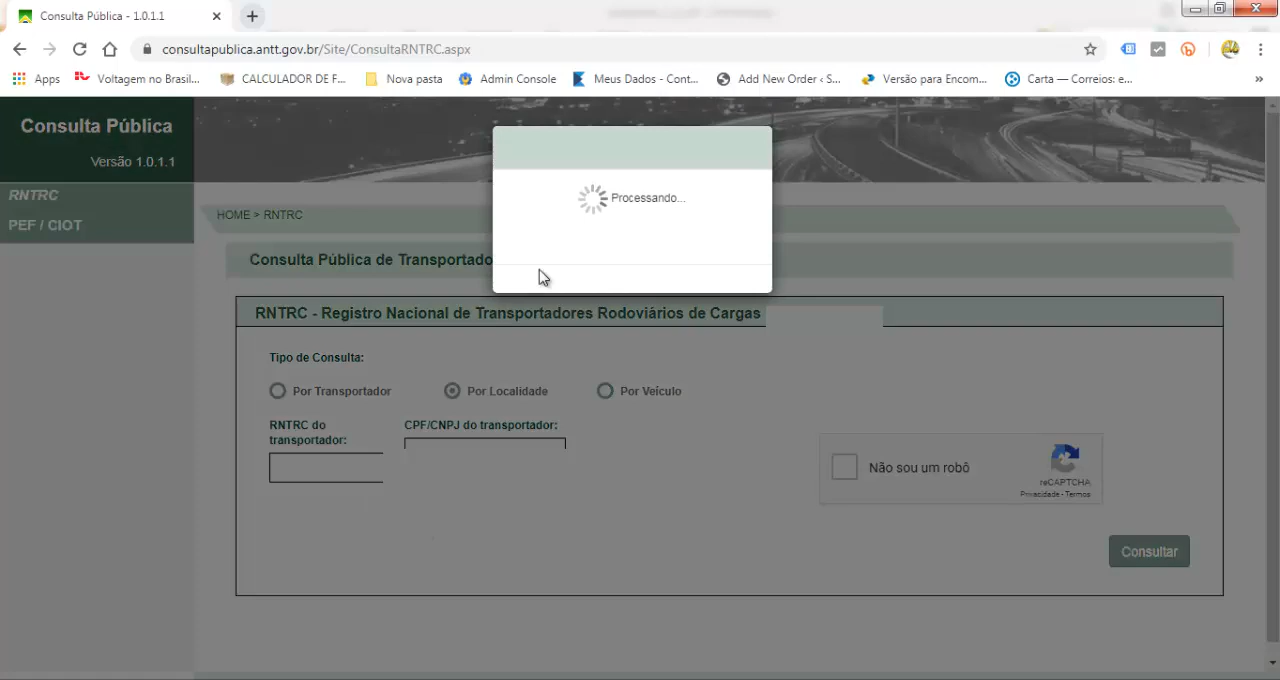 Consulta Pública - 1.0.1.1
consultapublica.antt.gov.br/Site/ConsultaRNTRC.aspx
Apps Voltagem no Brasil... CALCULADOR DE F... Nova pasta Admin Console Meus Dados - Cont... Add New Order ‹ S... Versão para Encom... Carta — Correios: e... »
Consulta Pública
Versão 1.0.1.1
RNTRC
PEF / CIOT
HOME > RNTRC
Processando...
Consulta Pública de Transportado
RNTRC - Registro Nacional de Transportadores Rodoviários de Cargas
Tipo de Consulta:
Por Transportador Por Localidade Por Veículo
RNTRC do
transportador:
CPF/CNPJ do transportador:
Não sou um robô
reCAPTCHA
Privacidade - Termos
Consultar